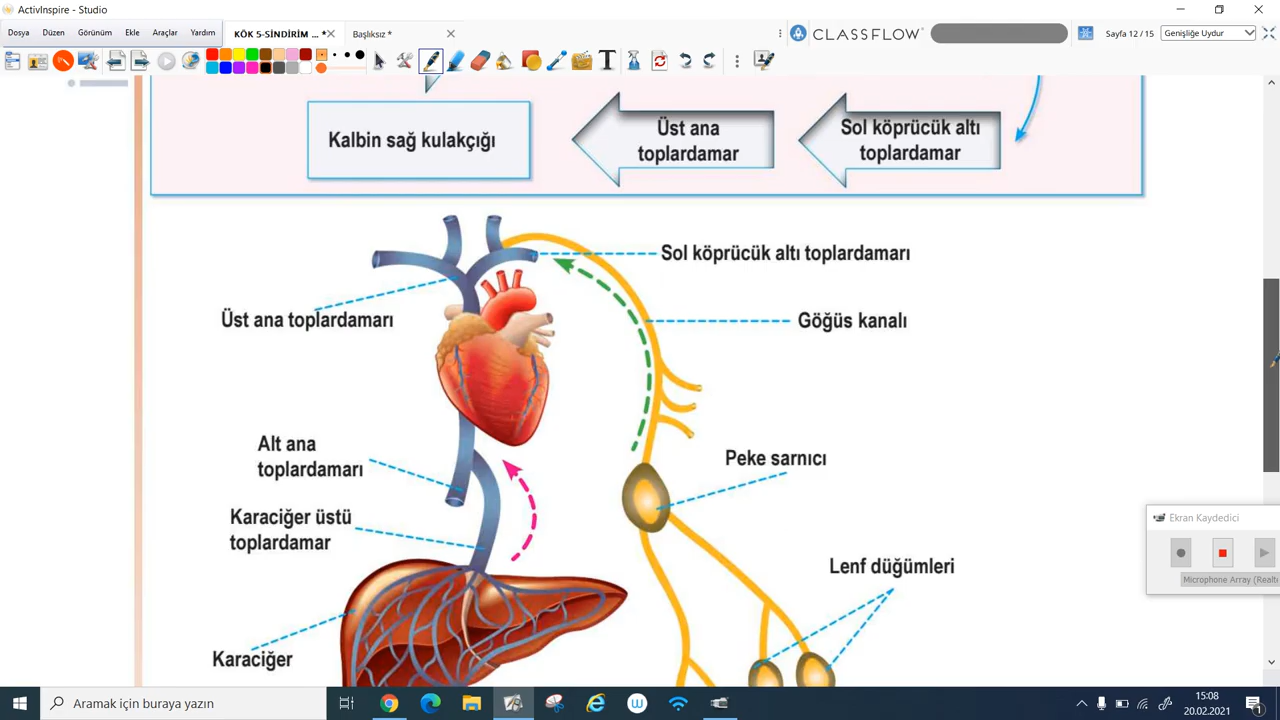 ActivInspire - Studio
Dosya Düzen Görünüm Ekle Araçlar Yardım
KÖK 5-SİNDİRİM ... *
Başlıksız *
CLASSFLOW
Sayfa 12 / 15
Genişliğe Uydur
Kalbin sağ kulakçığı
Üst ana
toplardamar
Sol köprücük altı
toplardamar
Sol köprücük altı toplardamarı
Üst ana toplardamarı
Göğüs kanalı
Alt ana
toplardamarı
Peke sarnıcı
Karaciğer üstü
toplardamar
Ekran Kaydedici
Microphone Array (Realt
Lenf düğümleri
Karaciğer
Aramak için buraya yazın
15:08
20.02.2021